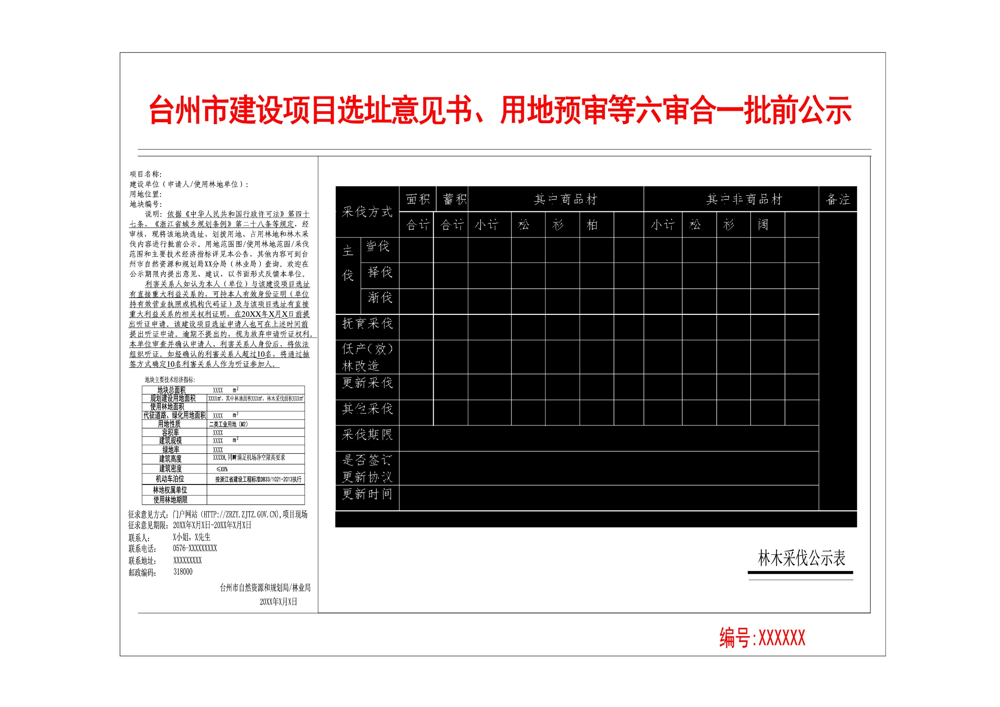 台州市建设项目选址意见书、用地预审等六审合一批前公示
项目名称:
建设单位(申请人/使用林地单位):
用地位置:
地块编号:
说明: 依据《中华人民共和国行政许可法》第四十
七条、《浙江省城乡规划条例》第二十八条等规定, 经
审核, 现将该地块选址、划拨用地、占用林地和林木采
伐内容进行批前公示。用地范围图/使用林地范围/采伐
范围和主要技术经济指标详见本公告, 其他内容可到台
州市自然资源和规划局XX分局(林业局)查询。欢迎在
公示期限内提出意见、建议, 以书面形式反馈本单位。
利害关系人如认为本人(单位)与该建设项目选址
有直接重大利益关系的, 可持本人有效身份证明(单位
持有效营业执照或机构代码证)及与该项目选址有直接
重大利益关系的相关权利证明, 在20XX年X月X日前提
出听证申请。该建设项目选址申请人也可在上述时间前
提出听证申请。逾期不提出的, 视为放弃申请听证权利。
本单位审查并确认申请人、利害关系人身份后, 将依法
组织听证。如经确认的利害关系人超过10名, 将通过抽
签方式确定10名利害关系人作为听证参加人。
地块主要技术经济指标:
地块总面积 XXXX m²
规划建设用地面积 XXXX㎡, 其中林地面积XXX㎡, 林木采伐面积XXX㎡
使用林地面积
代征道路、绿化用地面积 XXXX m²
用地性质 二类工业用地(M2)
容积率 XXXX
建筑规模 XXXX m²
绿地率 XXXX
建筑高度 XXXXM,同时满足机场净空限高要求
建筑密度 ≤XX%
机动车泊位 按浙江省建设工程标准DB33/1021-2013执行
林地权属单位
使用林地期限
征求意见方式: 门户网站(HTTP://ZRZY.ZJTZ.GOV.CN),项目现场
征求意见期限: 20XX年X月X日-20XX年X月X日
联系人: X小姐, X先生
联系电话: 0576-XXXXXXXXX
联系地址: XXXXXXXXX
邮政编码: 318000
台州市自然资源和规划局/林业局
20XX年X月X日
采伐方式 面积 蓄积 其中商品材 其中非商品材 备注
合计 合计 小计 松 杉 柏 小计 松 杉 阔
主伐 皆伐
择伐
渐伐
抚育采伐
低产(效)
林改造
更新采伐
其他采伐
采伐期限
是否签订
更新协议
更新时间
林木采伐公示表
编号:XXXXXX